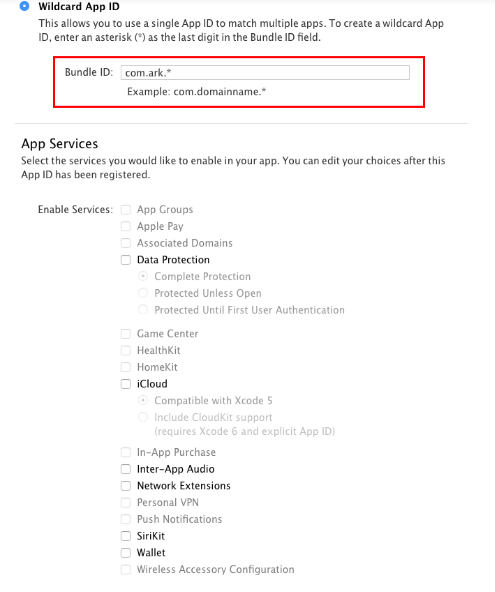 Wildcard App ID
This allows you to use a single App ID to match multiple apps. To create a wildcard App
ID, enter an asterisk (*) as the last digit in the Bundle ID field.
Bundle ID: com.ark.*
Example: com.domainname.*
App Services
Select the services you would like to enable in your app. You can edit your choices after this
App ID has been registered.
Enable Services: App Groups
Apple Pay
Associated Domains
Data Protection
Complete Protection
Protected Unless Open
Protected Until First User Authentication
Game Center
HealthKit
HomeKit
iCloud
Compatible with Xcode 5
Include CloudKit support
(requires Xcode 6 and explicit App ID)
In-App Purchase
Inter-App Audio
Network Extensions
Personal VPN
Push Notifications
SiriKit
Wallet
Wireless Accessory Configuration